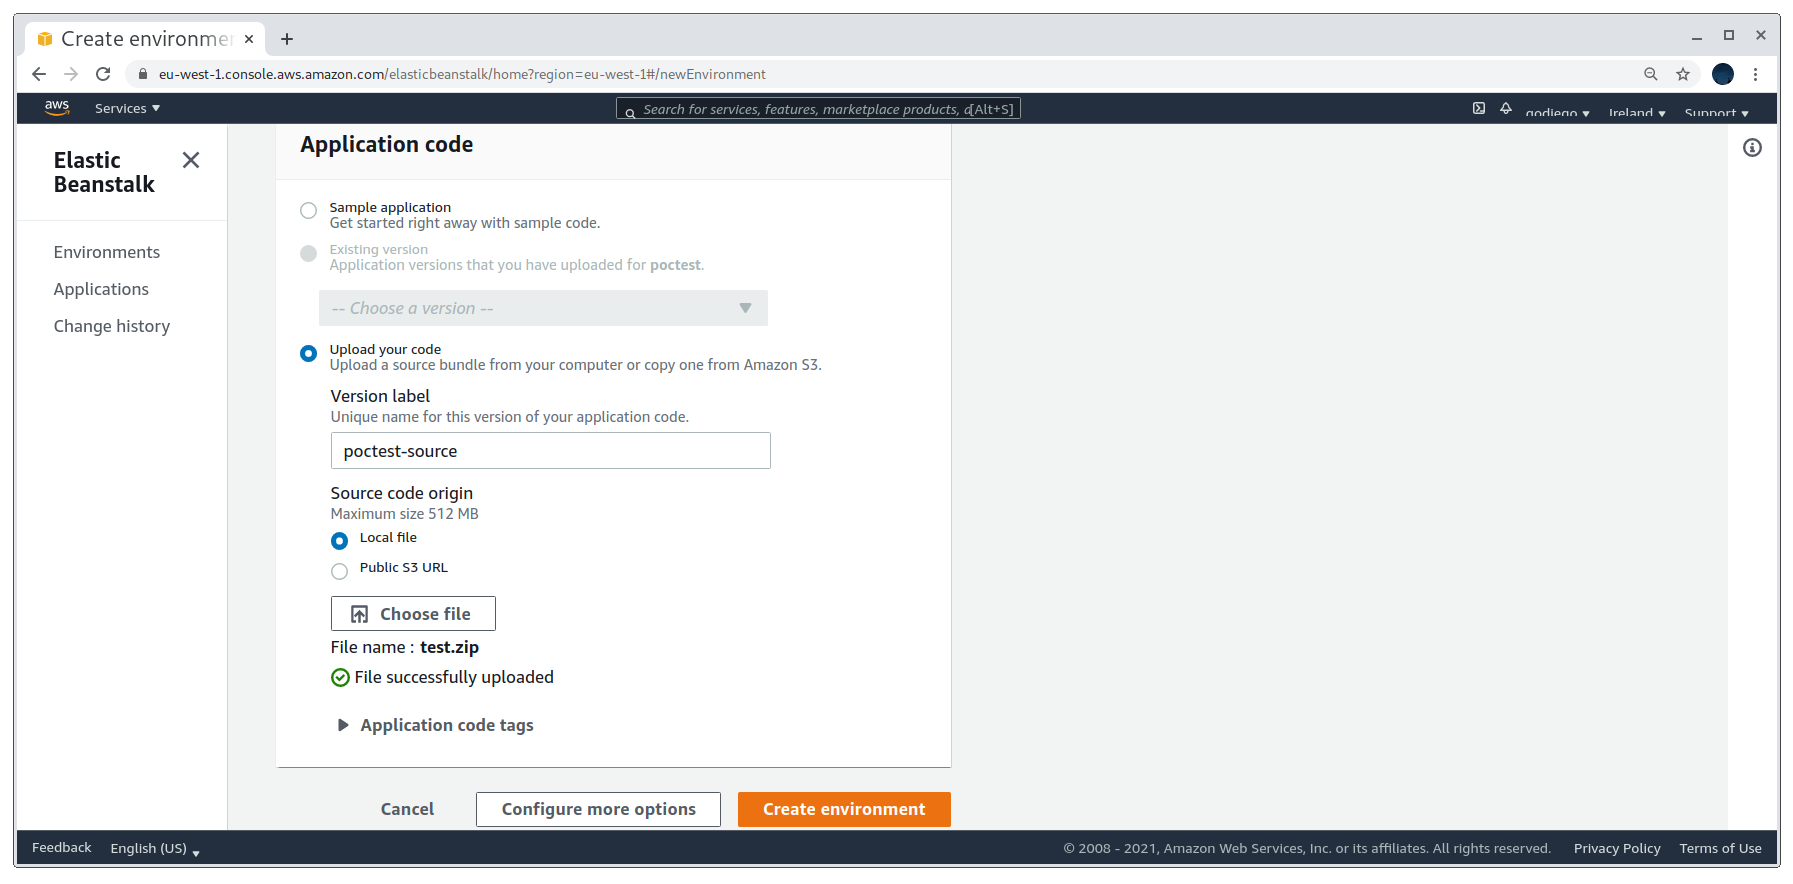 Create environmen
eu-west-1.console.aws.amazon.com/elasticbeanstalk/home?region=eu-west-1#/newEnvironment
aws Services Search for services, features, marketplace products, d[Alt+S] godiego Ireland Support
Elastic
Beanstalk
Environments
Applications
Change history
Application code
Sample application
Get started right away with sample code.
Existing version
Application versions that you have uploaded for poctest.
-- Choose a version --
Upload your code
Upload a source bundle from your computer or copy one from Amazon S3.
Version label
Unique name for this version of your application code.
poctest-source
Source code origin
Maximum size 512 MB
Local file
Public S3 URL
Choose file
File name : test.zip
File successfully uploaded
Application code tags
Cancel Configure more options Create environment
Feedback English (US) © 2008 - 2021, Amazon Web Services, Inc. or its affiliates. All rights reserved. Privacy Policy Terms of Use